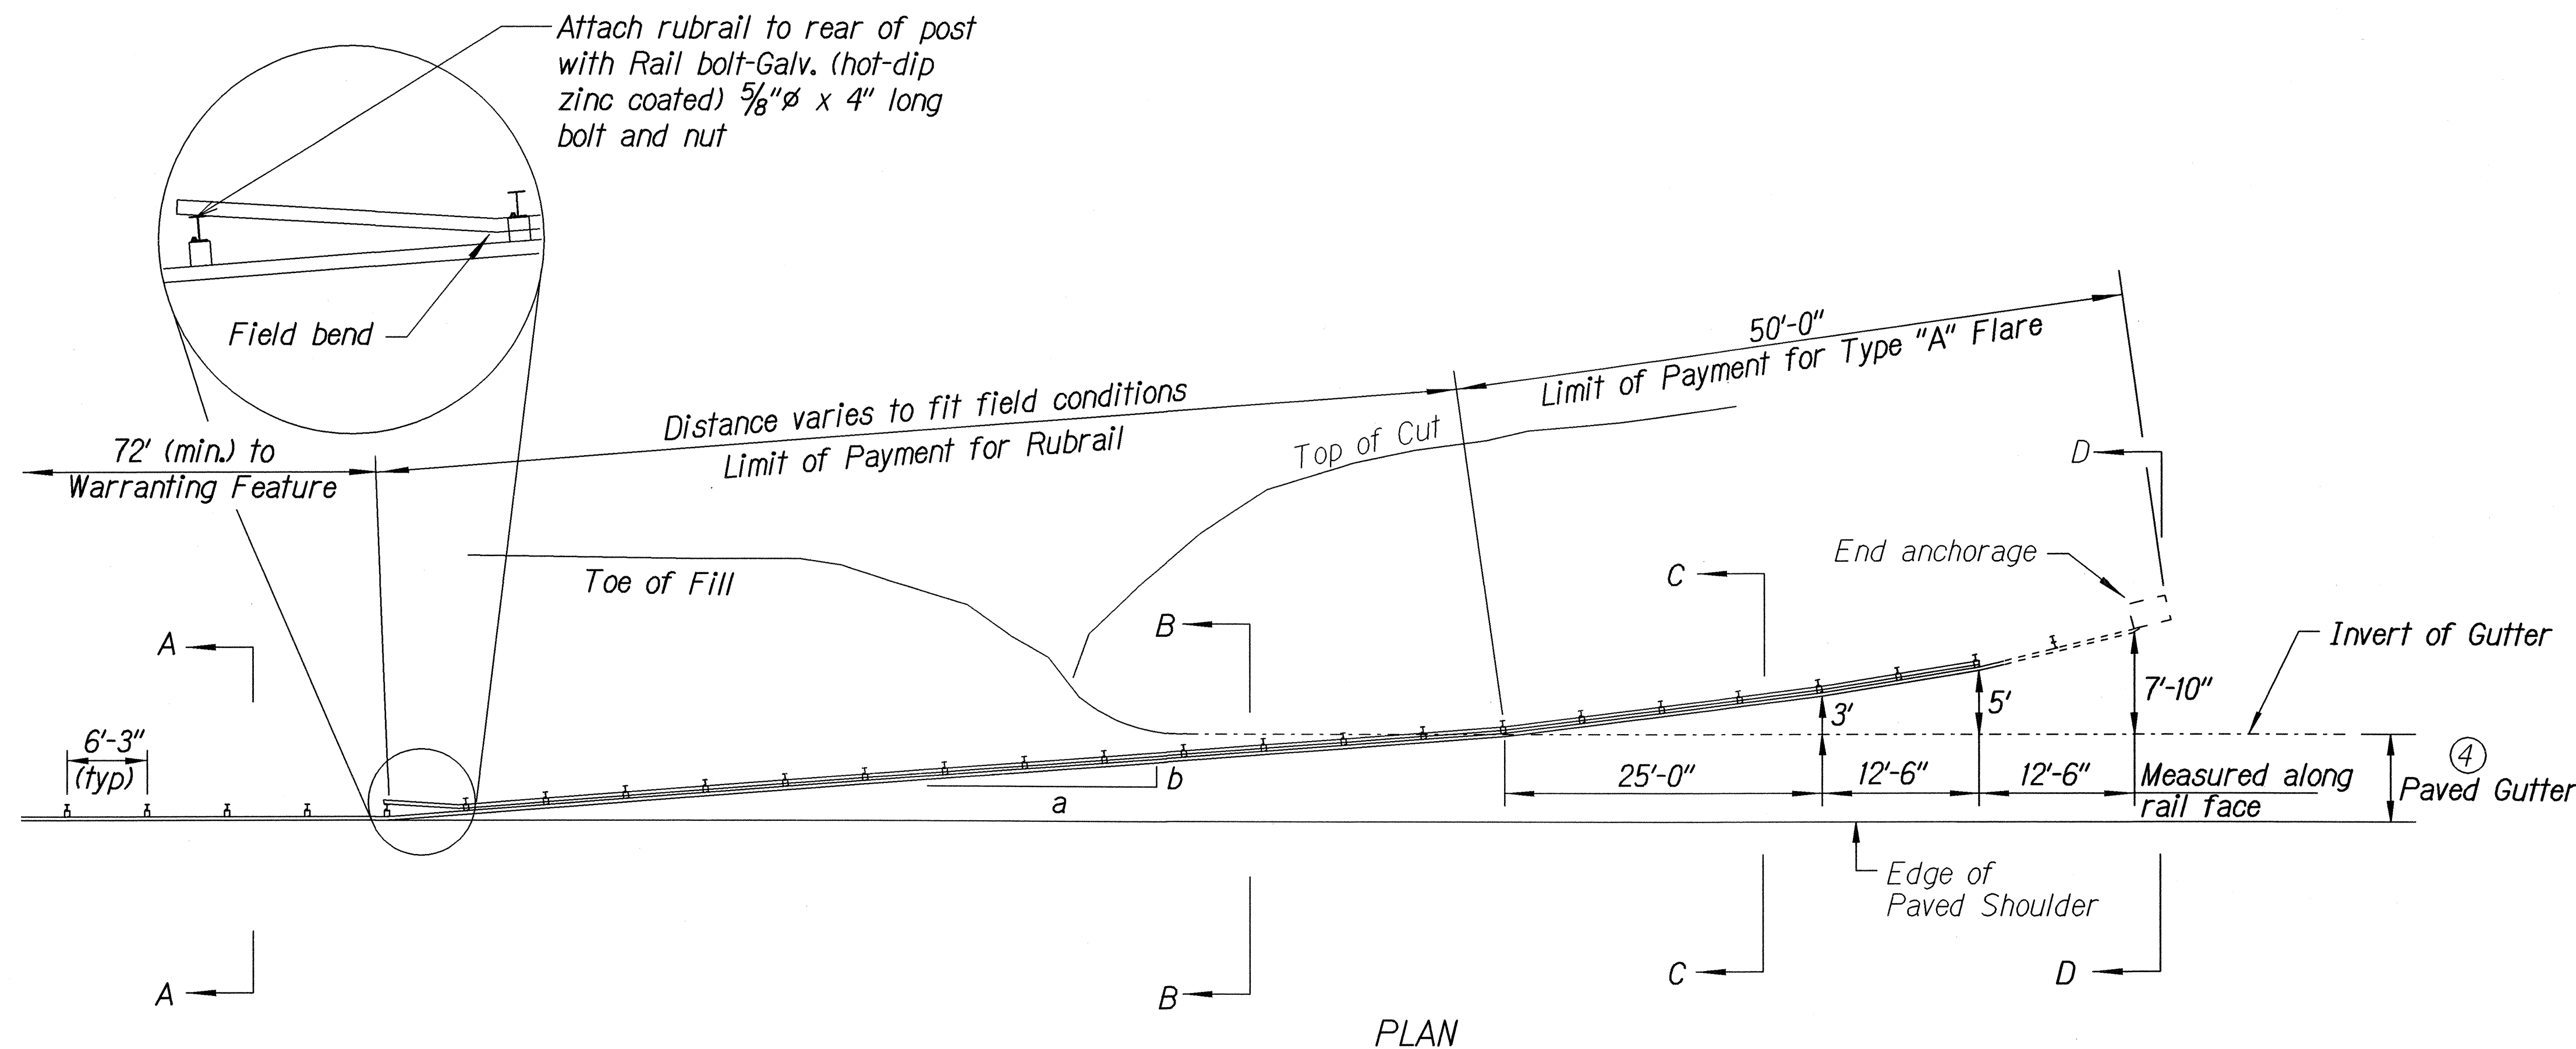 Attach rubrail to rear of post
with Rail bolt-Galv. (hot-dip
zinc coated) 5/8"ø x 4" long
bolt and nut
Field bend
50'-0"
Limit of Payment for Type "A" Flare
Distance varies to fit field conditions
Limit of Payment for Rubrail
Top of Cut
72' (min.) to
Warranting Feature
D
End anchorage
Toe of Fill
C
B
A
Invert of Gutter
7'-10"
5'
3'
6'-3"
(typ)
b
a
25'-0"
12'-6"
12'-6"
Measured along
rail face
4
Paved Gutter
Edge of
Paved Shoulder
A
B
C
D
PLAN